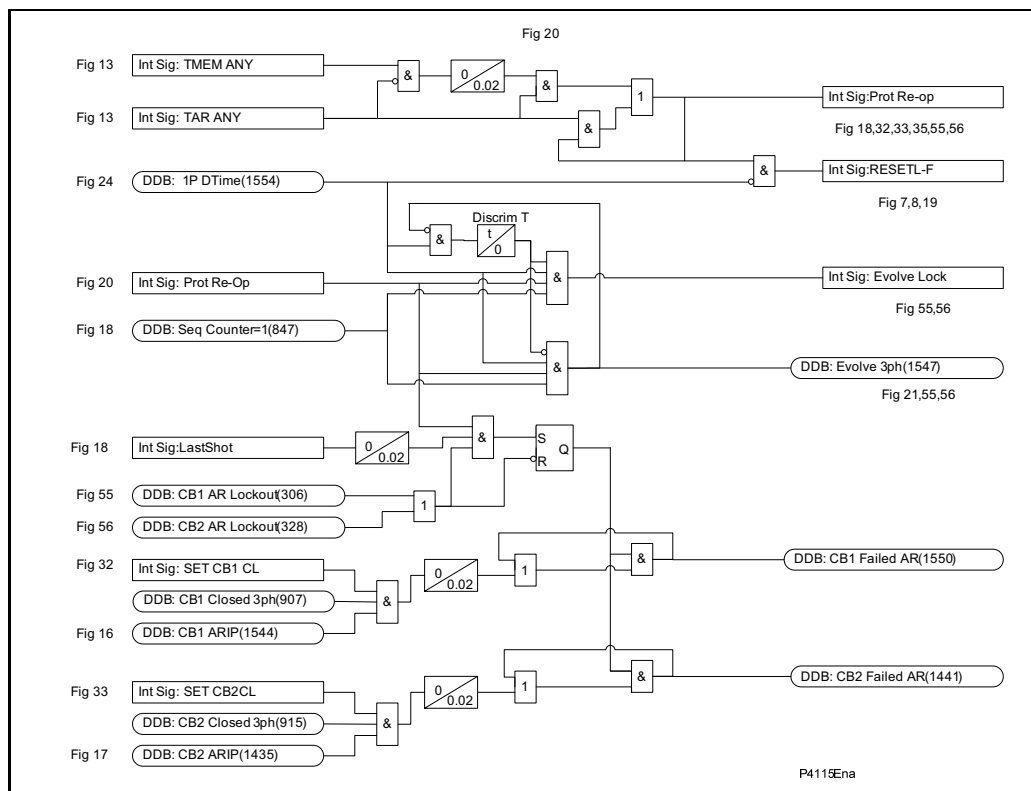 Fig 20
Fig 13
Int Sig: TMEM ANY
&
0
0.02
&
1
Int Sig:Prot Re-op
Fig 18,32,33,35,55,56
Fig 13
Int Sig: TAR ANY
&
&
Int Sig:RESETL-F
Fig 7,8,19
Fig 24
DDB: 1P DTime(1554)
Discrim T
&
t
0
&
Int Sig: Evolve Lock
Fig 55,56
Fig 20
Int Sig: Prot Re-Op
Fig 18
DDB: Seq Counter=1(847)
&
DDB: Evolve 3ph(1547)
Fig 21,55,56
Fig 18
Int Sig:LastShot
0
0.02
&
S
Q
R
Fig 55
DDB: CB1 AR Lockout(306)
1
Fig 56
DDB: CB2 AR Lockout(328)
Fig 32
Int Sig: SET CB1 CL
DDB: CB1 Closed 3ph(907)
&
0
0.02
1
&
DDB: CB1 Failed AR(1550)
Fig 16
DDB: CB1 ARIP(1544)
Fig 33
Int Sig: SET CB2CL
DDB: CB2 Closed 3ph(915)
&
0
0.02
1
&
DDB: CB2 Failed AR(1441)
Fig 17
DDB: CB2 ARIP(1435)
P4115Ena